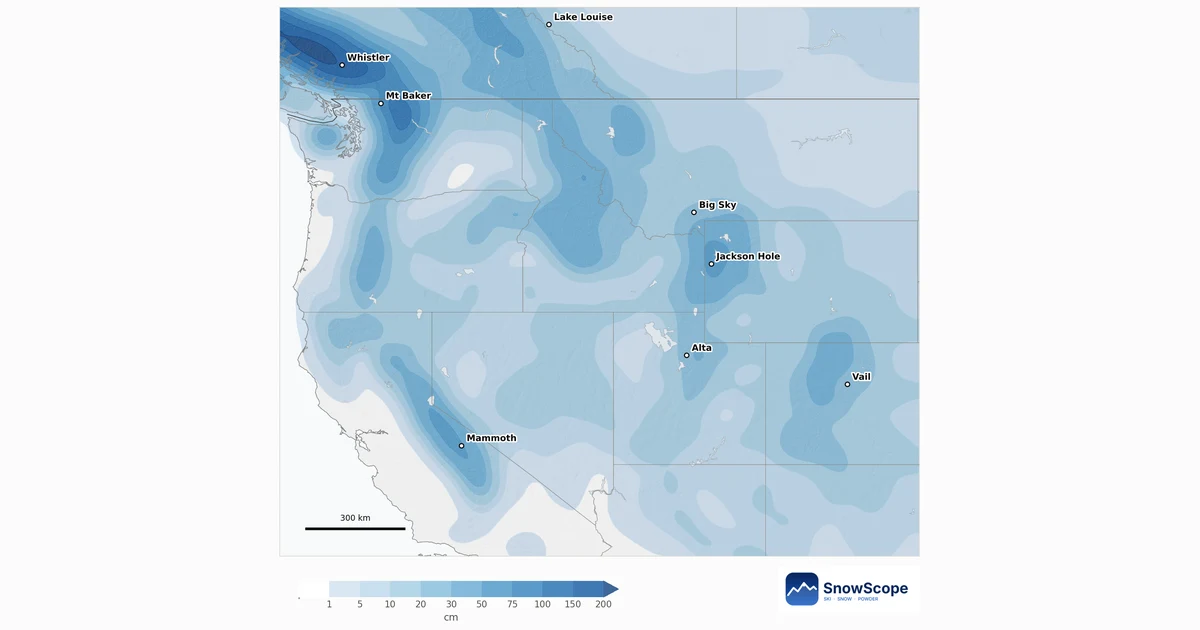 Lake Louise
Whistler
Mt Baker
Big Sky
Jackson Hole
Alta
Vail
Mammoth
300 km
1 5 10 20 30 50 75 100 150 200
cm
SnowScope
SKI · SNOW · POWDER